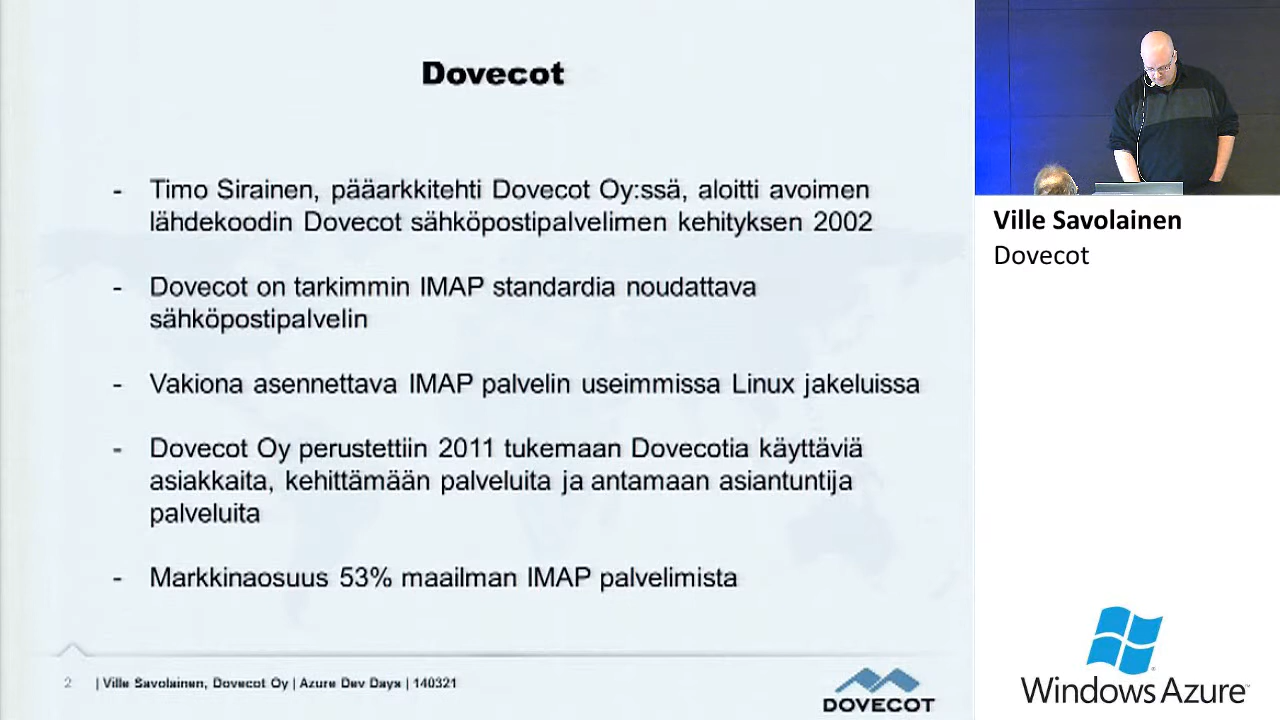 Dovecot
- Timo Sirainen, pääarkkitehti Dovecot Oy:ssä, aloitti avoimen
lähdekoodin Dovecot sähköpostipalvelimen kehityksen 2002
- Dovecot on tarkimmin IMAP standardia noudattava
sähköpostipalvelin
- Vakiona asennettava IMAP palvelin useimmissa Linux jakeluissa
- Dovecot Oy perustettiin 2011 tukemaan Dovecotia käyttäviä
asiakkaita, kehittämään palveluita ja antamaan asiantuntija
palveluita
- Markkinaosuus 53% maailman IMAP palvelimista
2 | Ville Savolainen, Dovecot Oy | Azure Dev Days | 140321
DOVECOT
Ville Savolainen
Dovecot
Windows Azure